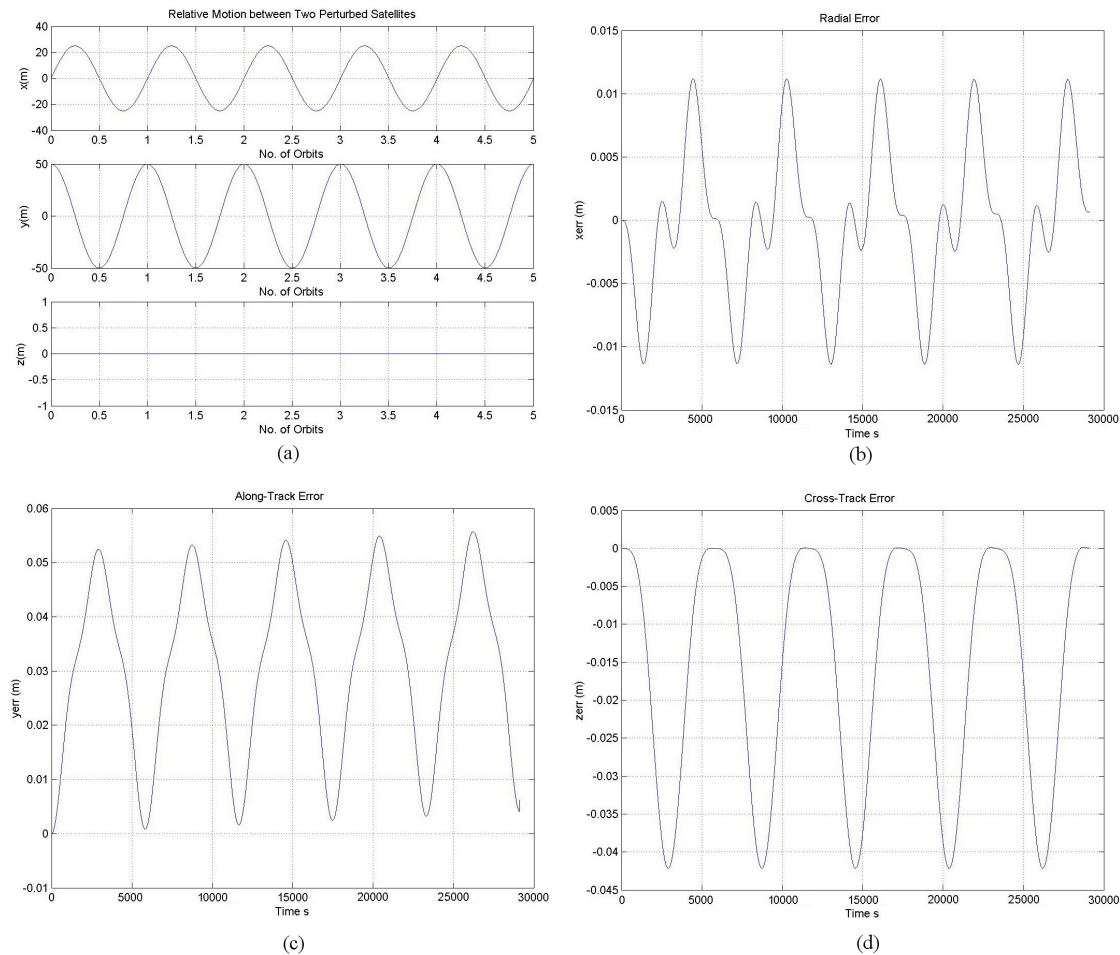 Relative Motion between Two Perturbed Satellites
40
20
0
-20
-40
x(m)
0 0.5 1 1.5 2 2.5 3 3.5 4 4.5 5
No. of Orbits
50
0
-50
y(m)
0 0.5 1 1.5 2 2.5 3 3.5 4 4.5 5
No. of Orbits
1
0.5
0
-0.5
-1
z(m)
0 0.5 1 1.5 2 2.5 3 3.5 4 4.5 5
No. of Orbits
(a)
Radial Error
0.015
0.01
0.005
0
-0.005
-0.01
-0.015
xerr (m)
0 5000 10000 15000 20000 25000 30000
Time s
(b)
Along-Track Error
0.06
0.05
0.04
0.03
0.02
0.01
0
-0.01
yerr (m)
0 5000 10000 15000 20000 25000 30000
Time s
(c)
Cross-Track Error
0.005
0
-0.005
-0.01
-0.015
-0.02
-0.025
-0.03
-0.035
-0.04
-0.045
zerr (m)
0 5000 10000 15000 20000 25000 30000
Time s
(d)